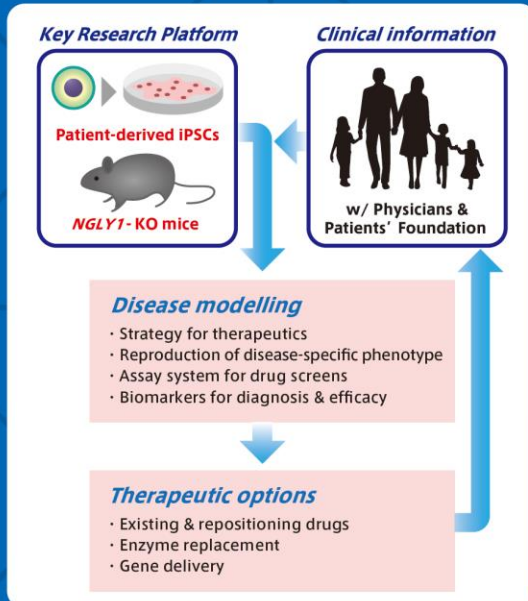 Key Research Platform
Patient-derived iPSCs
NGLY1- KO mice
Clinical information
w/ Physicians &
Patients' Foundation
Disease modelling
· Strategy for therapeutics
· Reproduction of disease-specific phenotype
· Assay system for drug screens
· Biomarkers for diagnosis & efficacy
Therapeutic options
· Existing & repositioning drugs
· Enzyme replacement
· Gene delivery